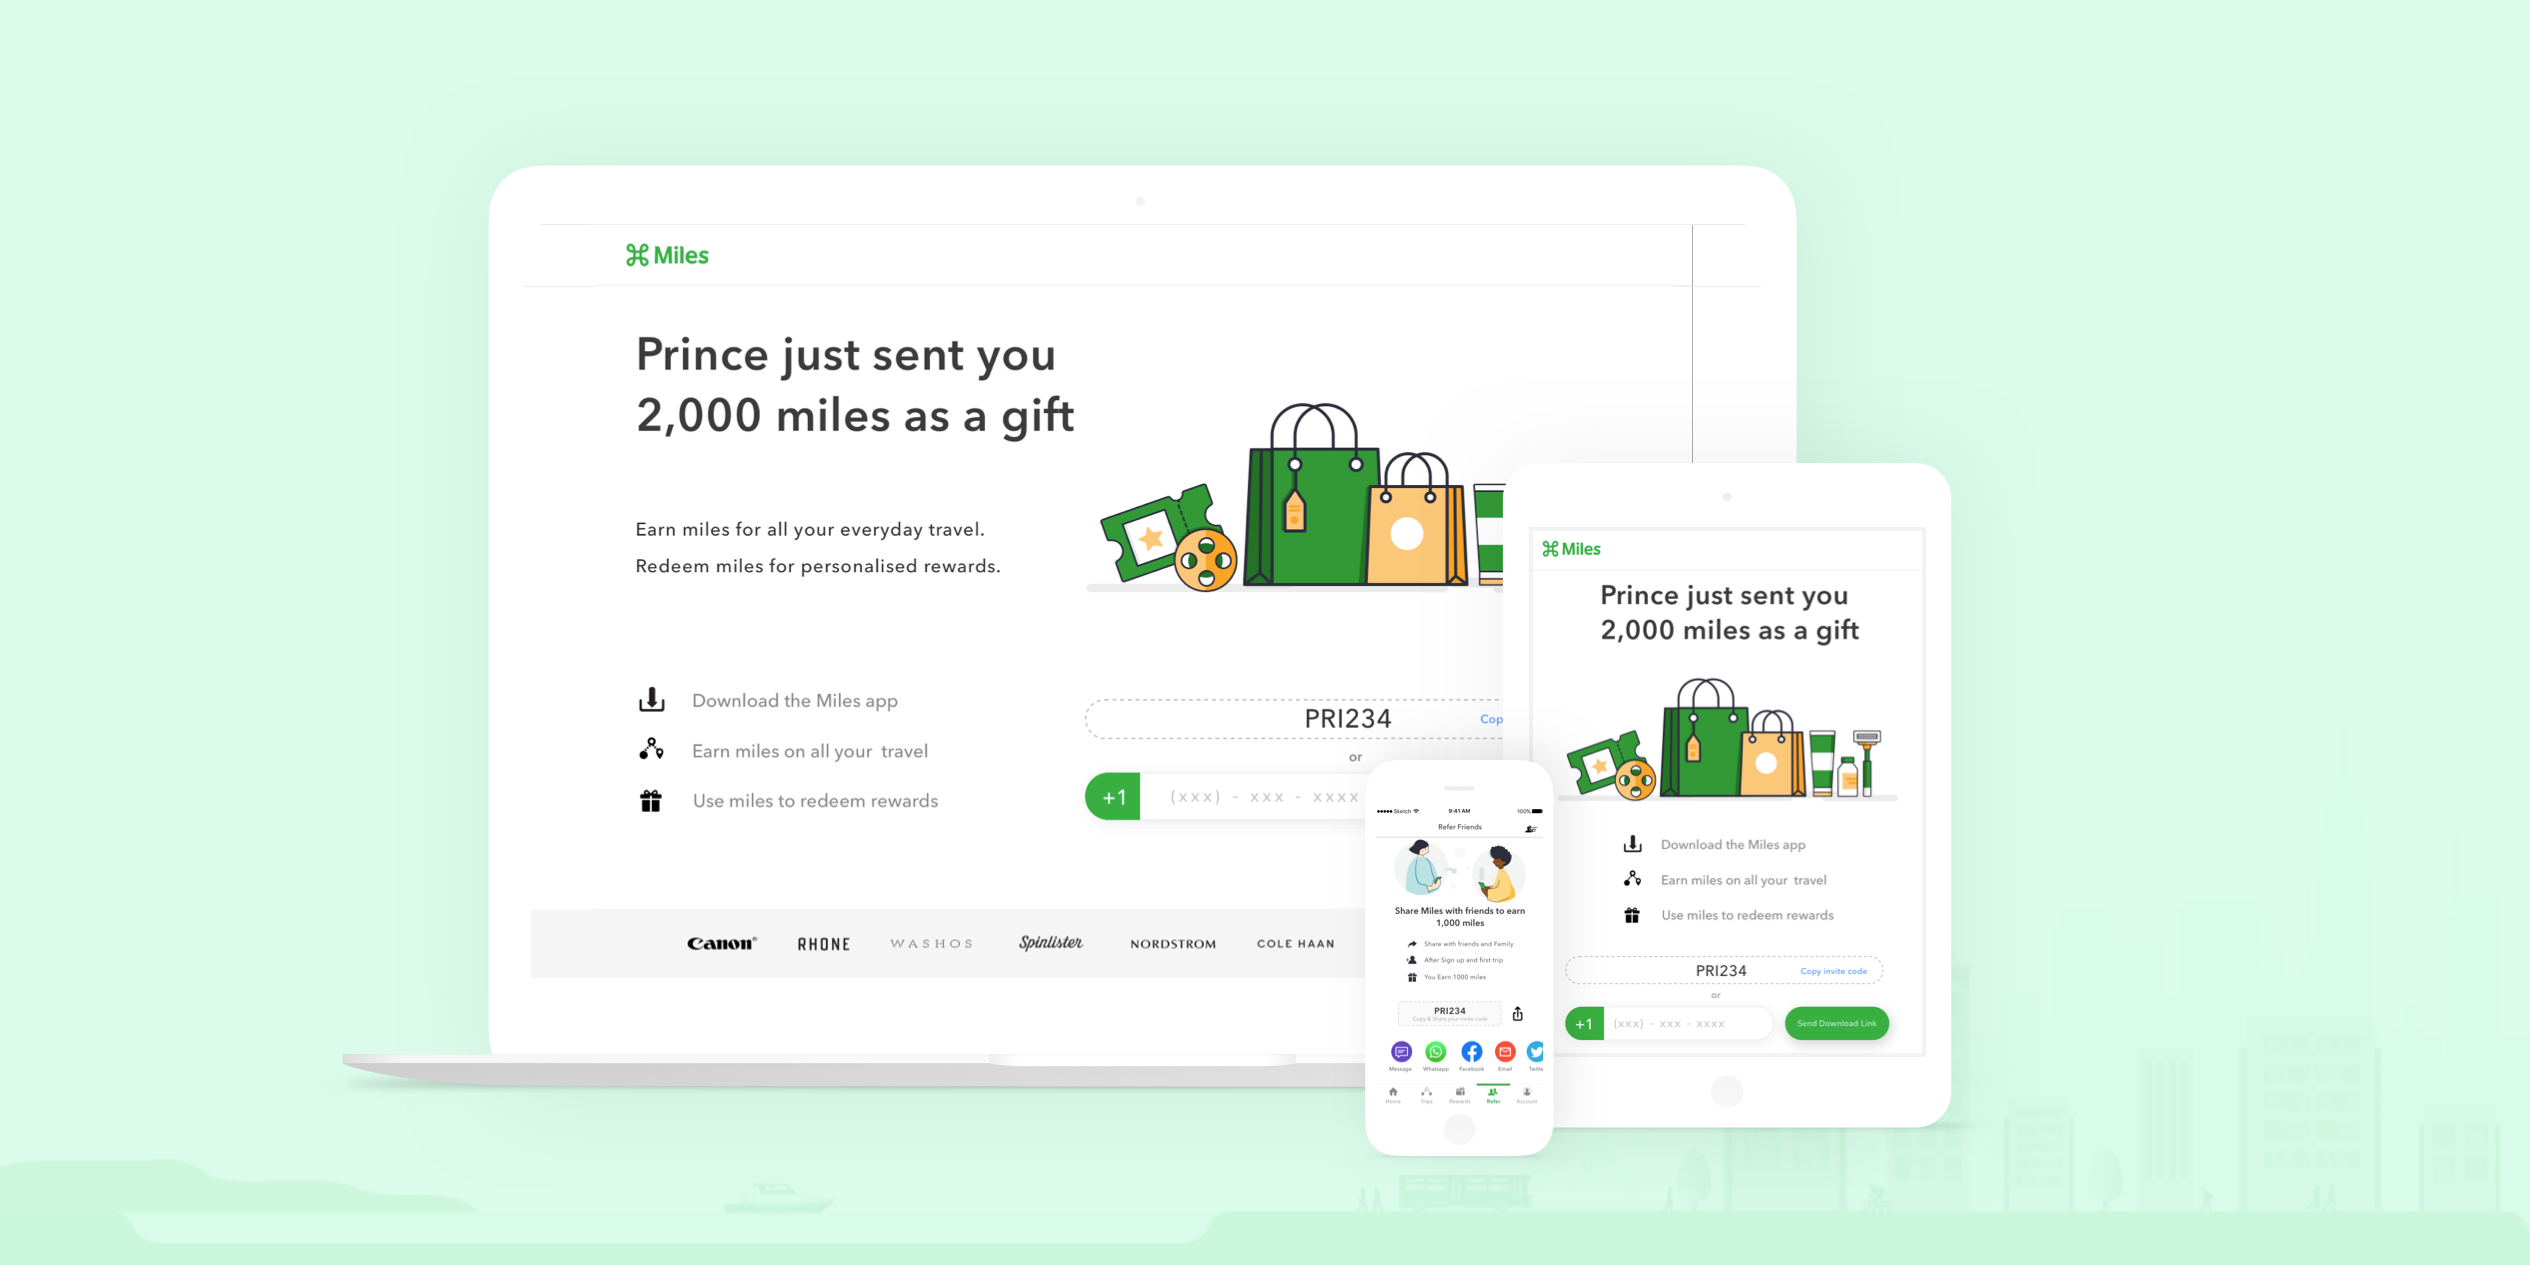 Miles
Prince just sent you
2,000 miles as a gift
Earn miles for all your everyday travel.
Redeem miles for personalised rewards.
Download the Miles app
Earn miles on all your travel
Use miles to redeem rewards
PRI234
Cop
or
+1 (xxx) - xxx - xxxx
Canon RHONE WASHOS Spinlister NORDSTROM COLE HAAN
Sketch 9:41 AM 100%
Refer Friends
Share Miles with friends to earn
1,000 miles
Share with friends and Family
After Sign up and first trip
You Earn 1000 miles
PRI234
Copy & Share your invite code
Message Whatsapp Facebook Email Twitte
Home Trips Rewards Refer Account
Miles
Prince just sent you
2,000 miles as a gift
Download the Miles app
Earn miles on all your travel
Use miles to redeem rewards
PRI234 Copy invite code
or
+1 (xxx) - xxx - xxxx Send Download Link